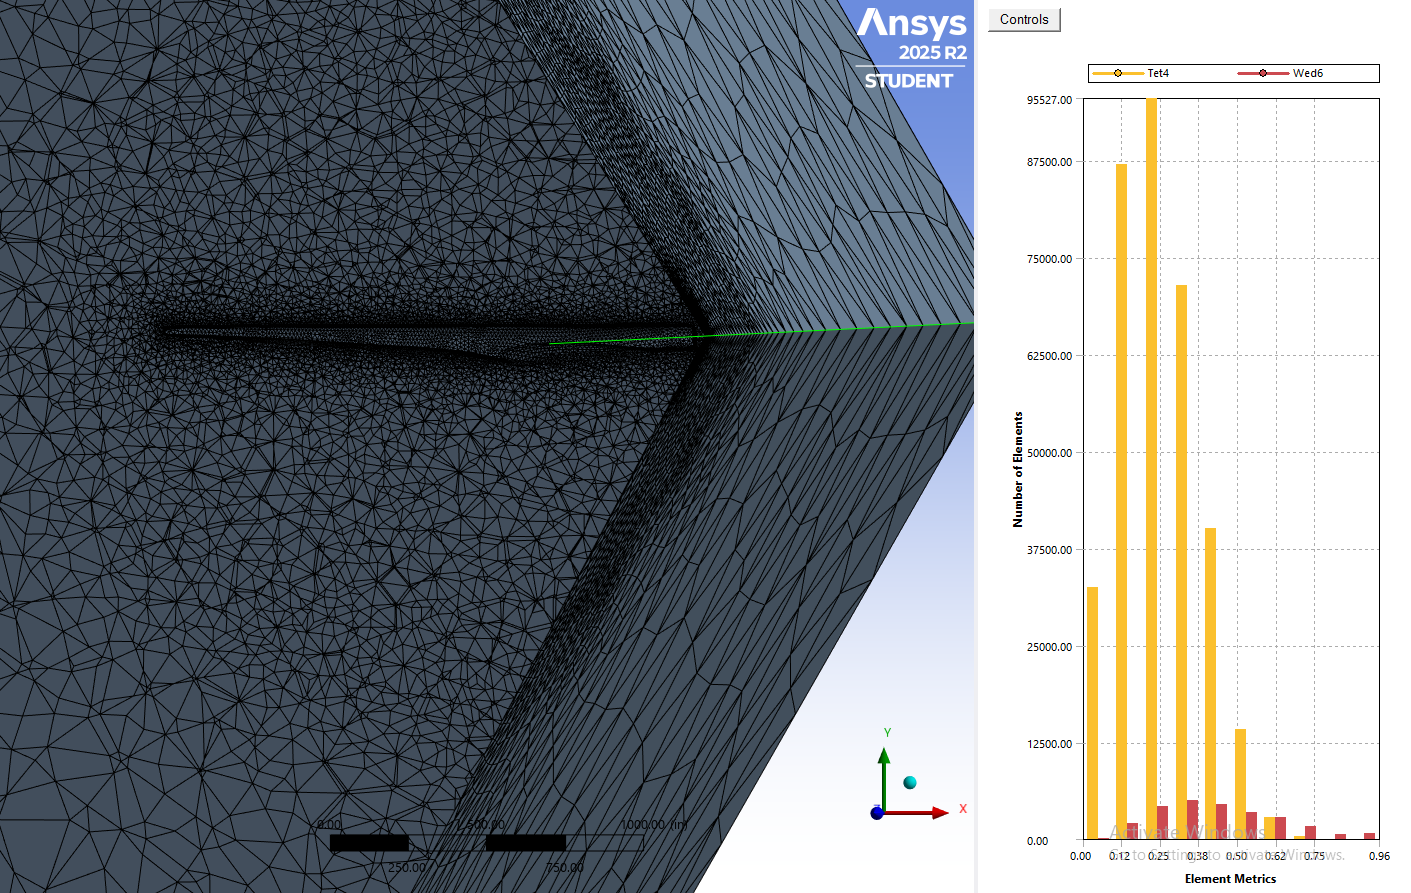 Ansys
2025 R2
STUDENT
Controls
Tet4
Wed6
95527.00
87500.00
75000.00
62500.00
50000.00
37500.00
25000.00
12500.00
0.00
Number of Elements
0.00 0.12 0.25 0.38 0.50 0.62 0.75 0.96
Element Metrics
Activate Windows
Go to Settings to activate Windows.
Y
X
Z
0.00 500.00 1000.00 (in)
250.00 750.00